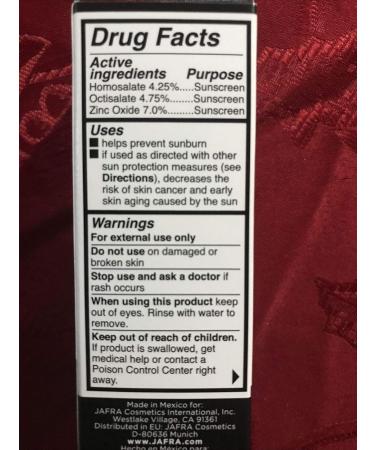 Drug Facts
Active
ingredients Purpose
Homosalate 4.25%.....Sunscreen
Octisalate 4.75%........Sunscreen
Zinc Oxide 7.0%.......Sunscreen
Uses
■ helps prevent sunburn
■ if used as directed with other
sun protection measures (see
Directions), decreases the
risk of skin cancer and early
skin aging caused by the sun
Warnings
For external use only
Do not use on damaged or
broken skin
Stop use and ask a doctor if
rash occurs
When using this product keep
out of eyes. Rinse with water to
remove.
Keep out of reach of children.
If product is swallowed, get
medical help or contact a
Poison Control Center right
away.
Made in Mexico for:
JAFRA Cosmetics International, Inc.
Westlake Village, CA 91361
Distributed in EU: JAFRA Cosmetics
D-80636 Munich
www.JAFRA.com
Hecho en México para: